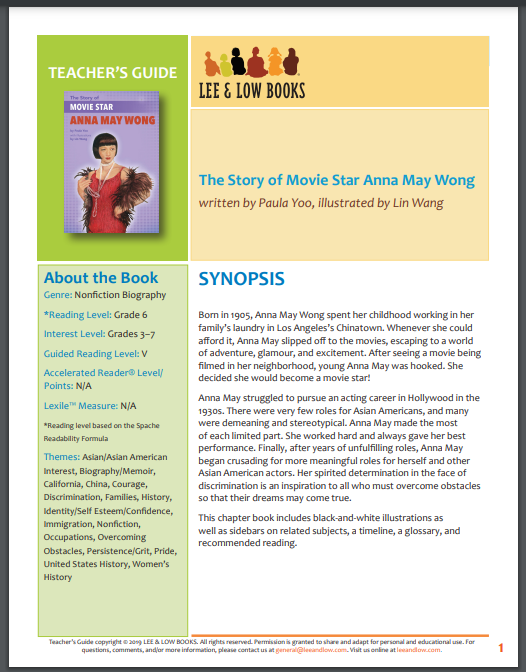 TEACHER'S GUIDE
The Story of
MOVIE STAR
ANNA MAY WONG
by Paula Yoo
LEE & LOW BOOKS
The Story of Movie Star Anna May Wong
written by Paula Yoo, illustrated by Lin Wang
About the Book
Genre: Nonfiction Biography
*Reading Level: Grade 6
Interest Level: Grades 3–7
Guided Reading Level: V
Accelerated Reader® Level/
Points: N/A
Lexile™ Measure: N/A
*Reading level based on the Spache
Readability Formula
Themes: Asian/Asian American
Interest, Biography/Memoir,
California, China, Courage,
Discrimination, Families, History,
Identity/Self Esteem/Confidence,
Immigration, Nonfiction,
Occupations, Overcoming
Obstacles, Persistence/Grit, Pride,
United States History, Women's
History
SYNOPSIS
Born in 1905, Anna May Wong spent her childhood working in her
family's laundry in Los Angeles's Chinatown. Whenever she could
afford it, Anna May slipped off to the movies, escaping to a world
of adventure, glamour, and excitement. After seeing a movie being
filmed in her neighborhood, young Anna May was hooked. She
decided she would become a movie star!
Anna May struggled to pursue an acting career in Hollywood in the
1930s. There were very few roles for Asian Americans, and many
were demeaning and stereotypical. Anna May made the most
of each limited part. She worked hard and always gave her best
performance. Finally, after years of unfulfilling roles, Anna May
began crusading for more meaningful roles for herself and other
Asian American actors. Her spirited determination in the face of
discrimination is an inspiration to all who must overcome obstacles
so that their dreams may come true.
This chapter book includes black-and-white illustrations as
well as sidebars on related subjects, a timeline, a glossary, and
recommended reading.
Teacher's Guide copyright © 2019 LEE & LOW BOOKS. All rights reserved. Permission is granted to share and adapt for personal and educational use. For
questions, comments, and/or more information, please contact us at general@leeandlow.com. Visit us online at leeandlow.com.
1